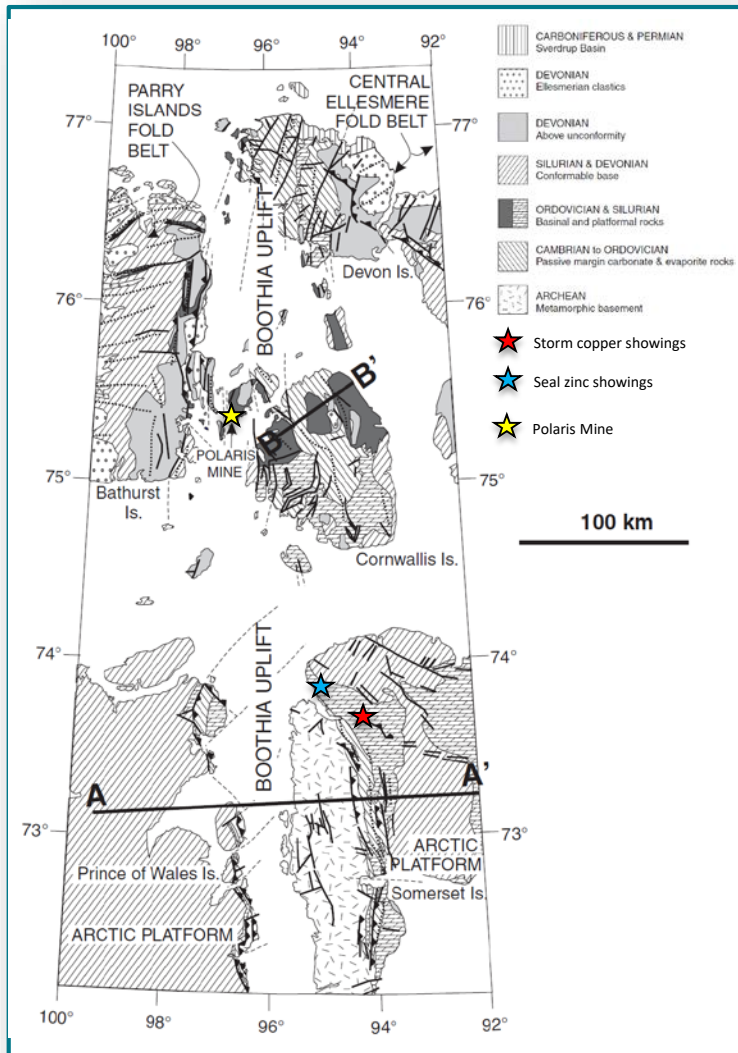 100°
98°
96°
94°
92°
CARBONIFEROUS & PERMIAN
Sverdrup Basin
DEVONIAN
Ellesmerian clastics
DEVONIAN
Above unconformity
SILURIAN & DEVONIAN
Conformable base
ORDOVICIAN & SILURIAN
Basinal and platformal rocks
CAMBRIAN to ORDOVICIAN
Passive margin carbonate & evaporite rocks
ARCHEAN
Metamorphic basement
Storm copper showings
Seal zinc showings
Polaris Mine
100 km
PARRY
ISLANDS
FOLD
BELT
CENTRAL
ELLESMERE
FOLD BELT
77°
77°
BOOTHIA UPLIFT
Devon Is.
76°
76°
B
B'
POLARIS
MINE
75°
75°
Bathurst
Is.
Cornwallis Is.
74°
74°
BOOTHIA UPLIFT
A
A'
73°
73°
ARCTIC
PLATFORM
Prince of Wales Is.
Somerset Is.
ARCTIC PLATFORM
100°
98°
96°
94°
92°